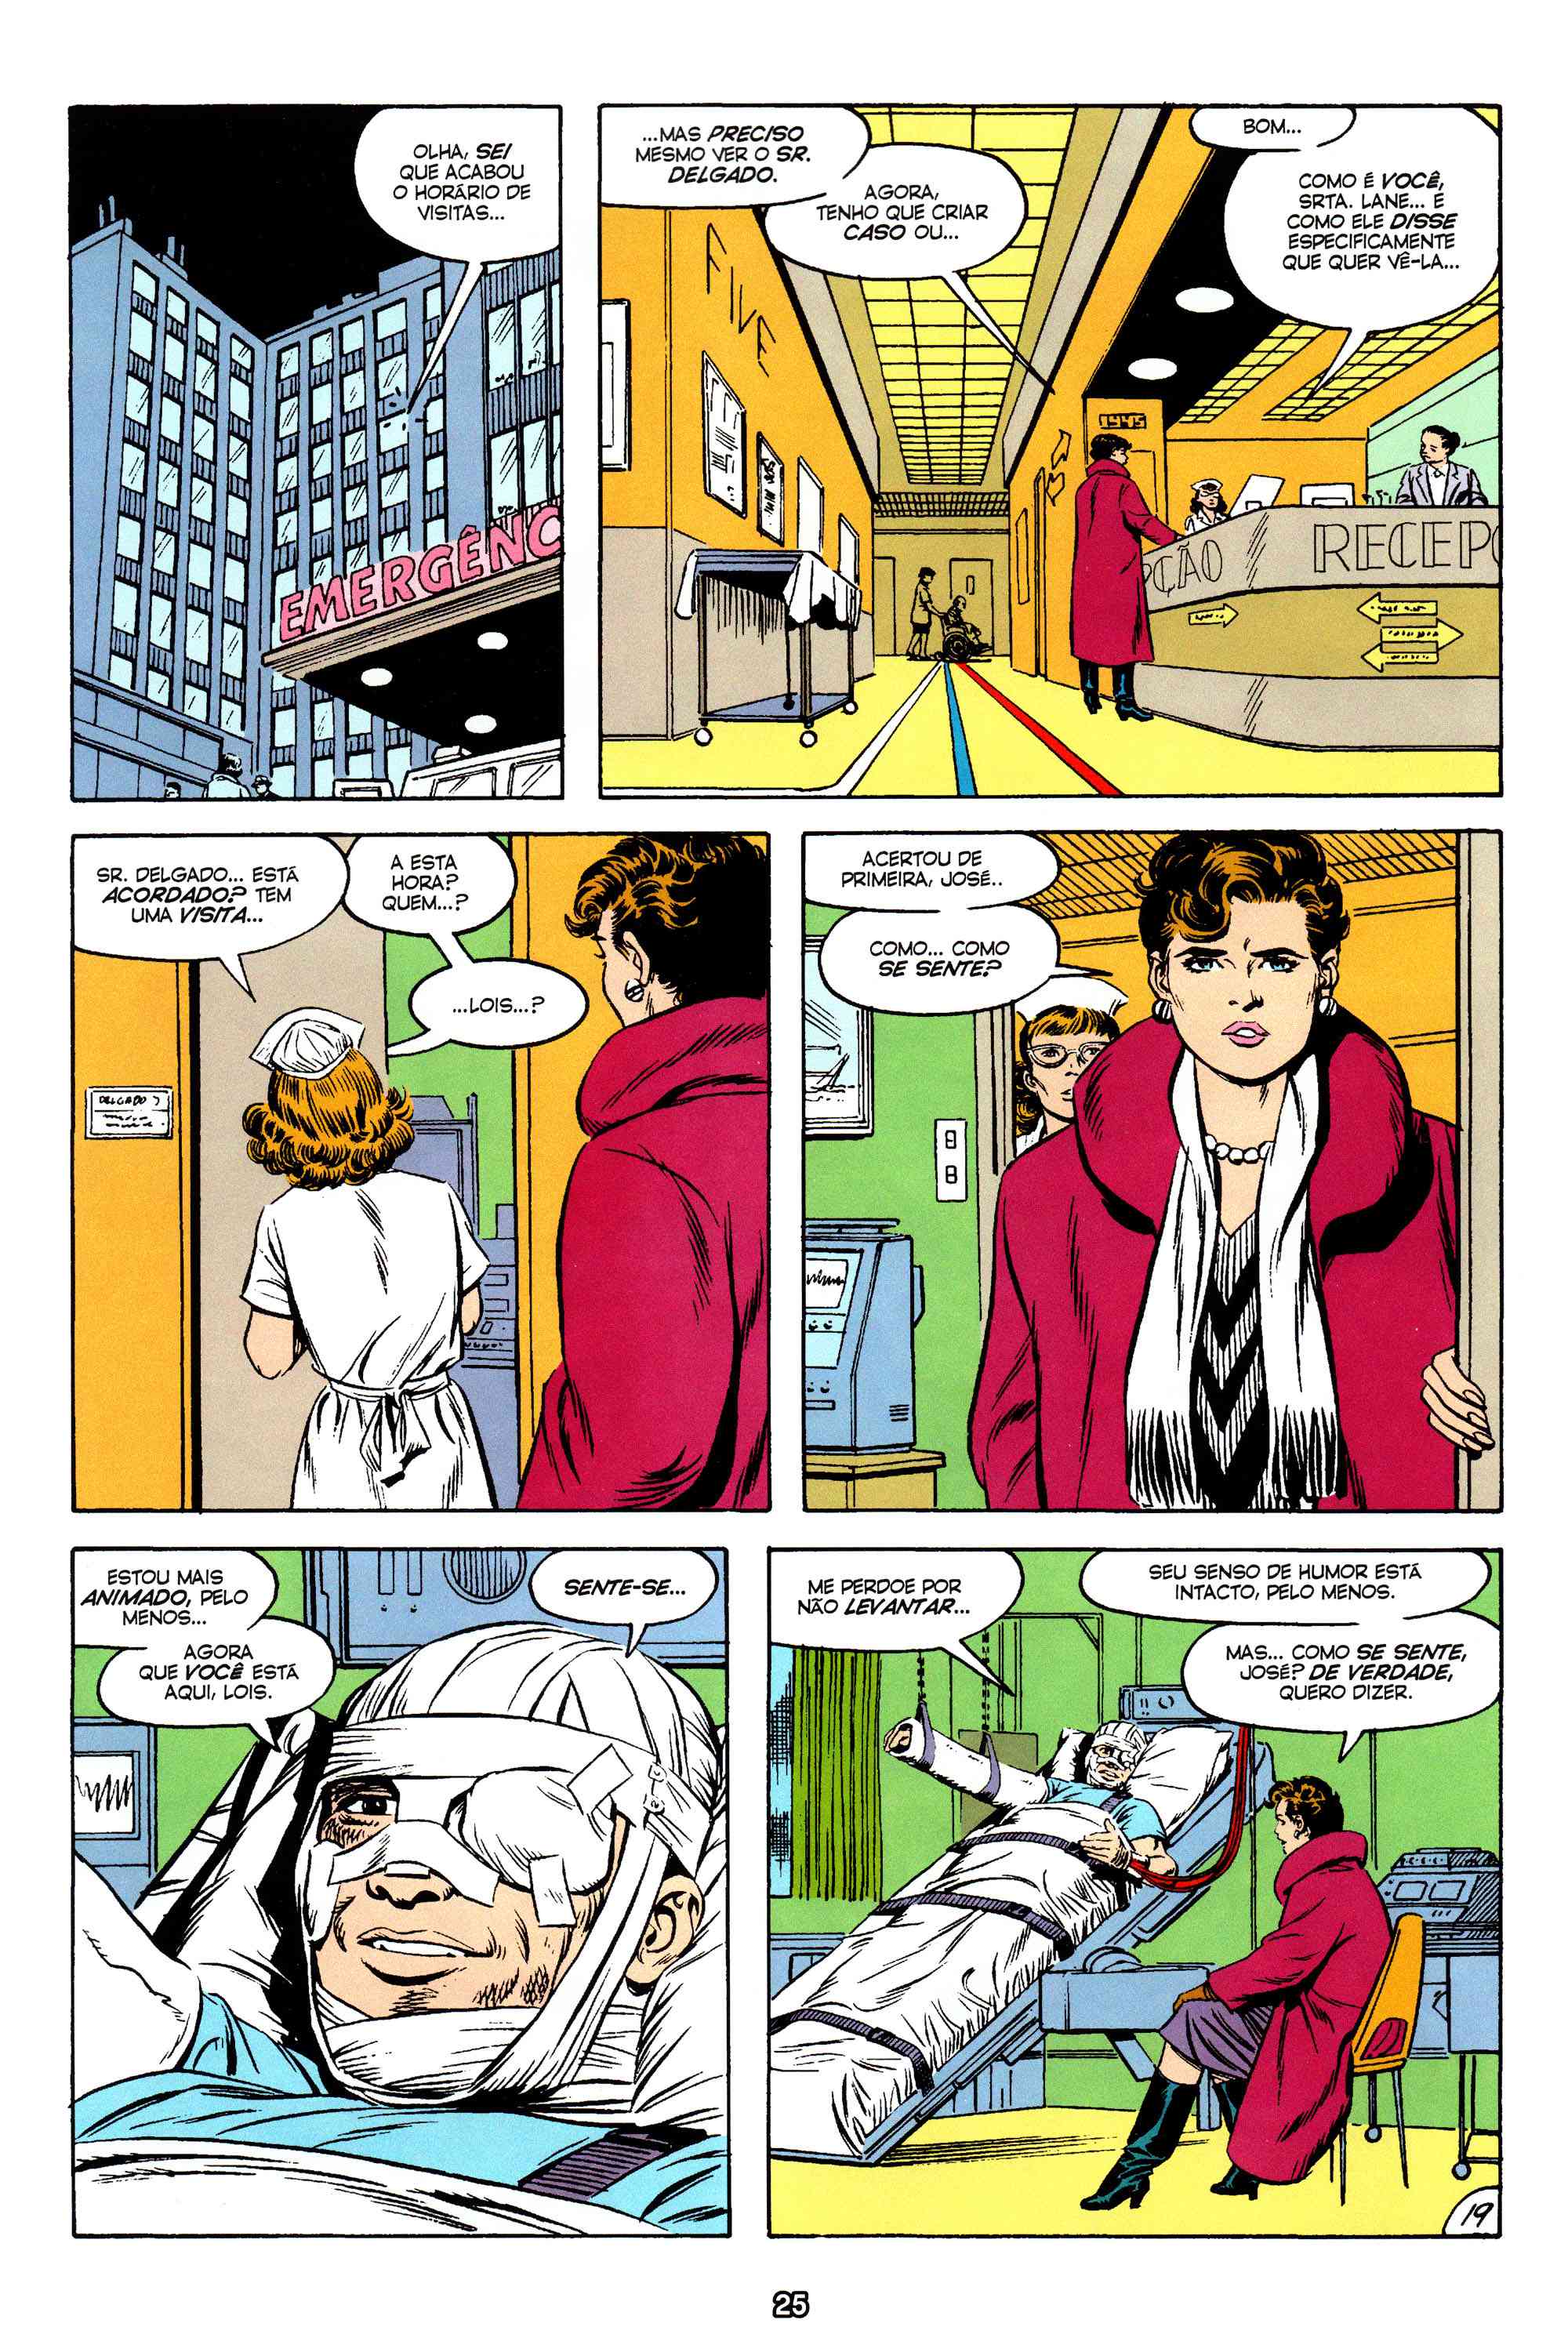 OLHA, SEI
QUE ACABOU
O HORÁRIO DE
VISITAS...
EMERGÊNC
...MAS PRECISO
MESMO VER O SR.
DELGADO.
AGORA,
TENHO QUE CRIAR
CASO OU...
BOM...
COMO É VOCÊ,
SRTA. LANE... E
COMO ELE DISSE
ESPECIFICAMENTE
QUE QUER VÊ-LA...
FIVE
1945
PÇÃO
RECEPÇ
SR. DELGADO... ESTÁ
ACORDADO? TEM
UMA VISITA...
A ESTA
HORA?
QUEM...?
...LOIS...?
DELGADO J
ACERTOU DE
PRIMEIRA, JOSÉ..
COMO... COMO
SE SENTE?
ESTOU MAIS
ANIMADO, PELO
MENOS...
AGORA
QUE VOCÊ ESTÁ
AQUI, LOIS.
SENTE-SE...
ME PERDOE POR
NÃO LEVANTAR...
SEU SENSO DE HUMOR ESTÁ
INTACTO, PELO MENOS.
MAS... COMO SE SENTE,
JOSÉ? DE VERDADE,
QUERO DIZER.
19
25